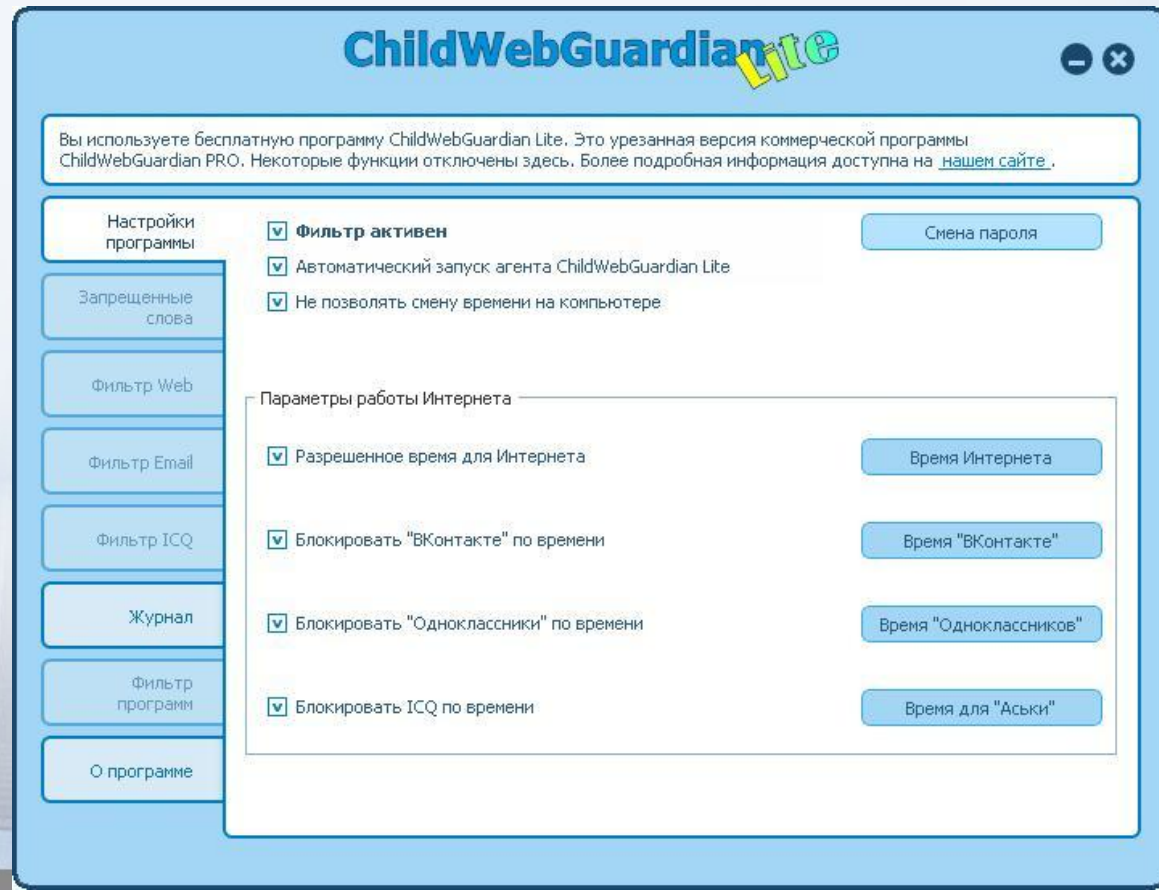 ChildWebGuardian Lite
Вы используете бесплатную программу ChildWebGuardian Lite. Это урезанная версия коммерческой программы
ChildWebGuardian PRO. Некоторые функции отключены здесь. Более подробная информация доступна на нашем сайте .
Настройки
программы
Запрещенные
слова
Фильтр Web
Фильтр Email
Фильтр ICQ
Журнал
Фильтр
программ
О программе
Фильтр активен
Смена пароля
Автоматический запуск агента ChildWebGuardian Lite
Не позволять смену времени на компьютере
Параметры работы Интернета
Разрешенное время для Интернета
Время Интернета
Блокировать "ВКонтакте" по времени
Время "ВКонтакте"
Блокировать "Одноклассники" по времени
Время "Одноклассников"
Блокировать ICQ по времени
Время для "Аськи"